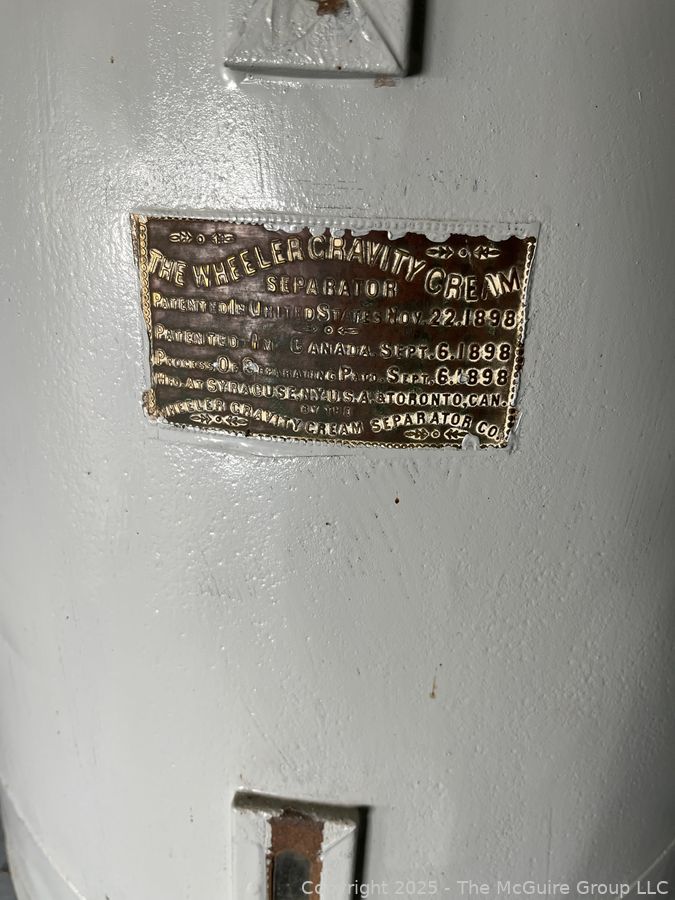 THE WHEELER GRAVITY CREAM
SEPARATOR
PATENTED IN UNITED STATES NOV. 22. 1898
PATENTED IN CANADA. SEPT. 6. 1898
PROCESS OF SEPARATING PATD. SEPT. 6. 1898
MFD. AT SYRACUSE. N.Y. U.S.A. & TORONTO, CAN.
BY THE
WHEELER GRAVITY CREAM SEPARATOR CO.
Copyright 2025 - The McGuire Group LLC